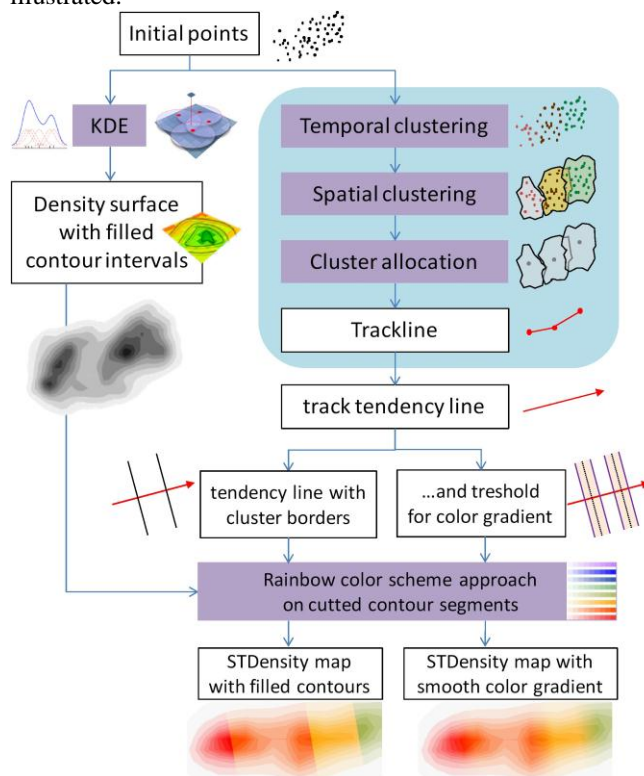 illustrated.
Initial points
KDE
Temporal clustering
Spatial clustering
Density surface
with filled
contour intervals
Cluster allocation
Trackline
track tendency line
tendency line with
cluster borders
...and treshold
for color gradient
Rainbow color scheme approach
on cutted contour segments
STDensity map
with filled contours
STDensity map with
smooth color gradient